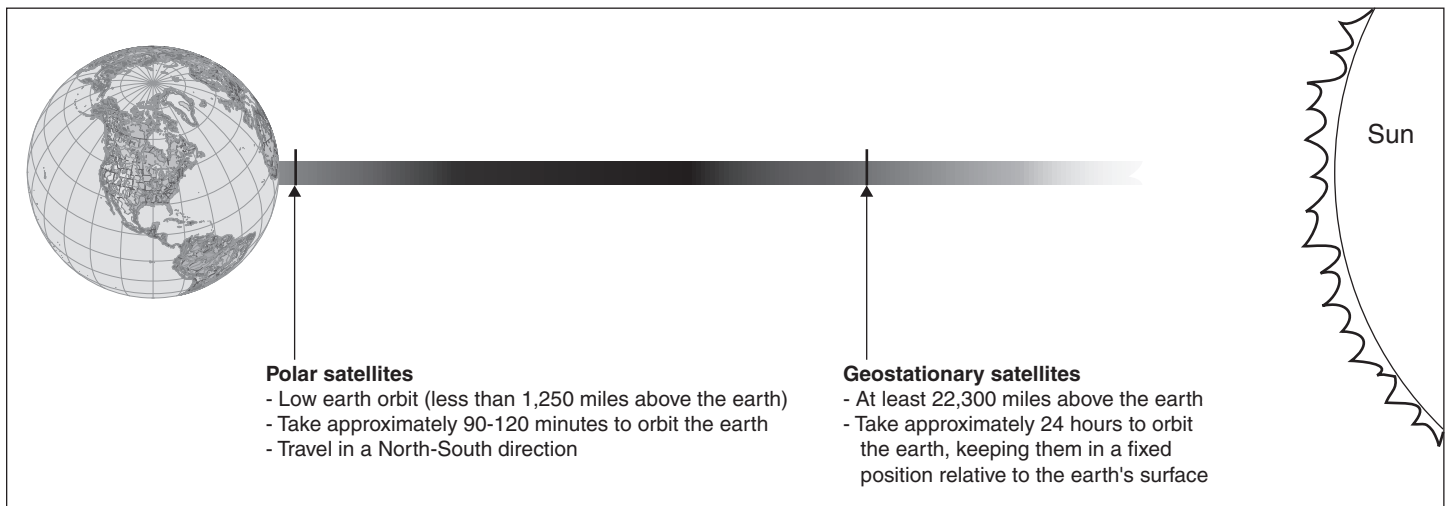 Sun
Polar satellites
- Low earth orbit (less than 1,250 miles above the earth)
- Take approximately 90-120 minutes to orbit the earth
- Travel in a North-South direction
Geostationary satellites
- At least 22,300 miles above the earth
- Take approximately 24 hours to orbit
the earth, keeping them in a fixed
position relative to the earth's surface